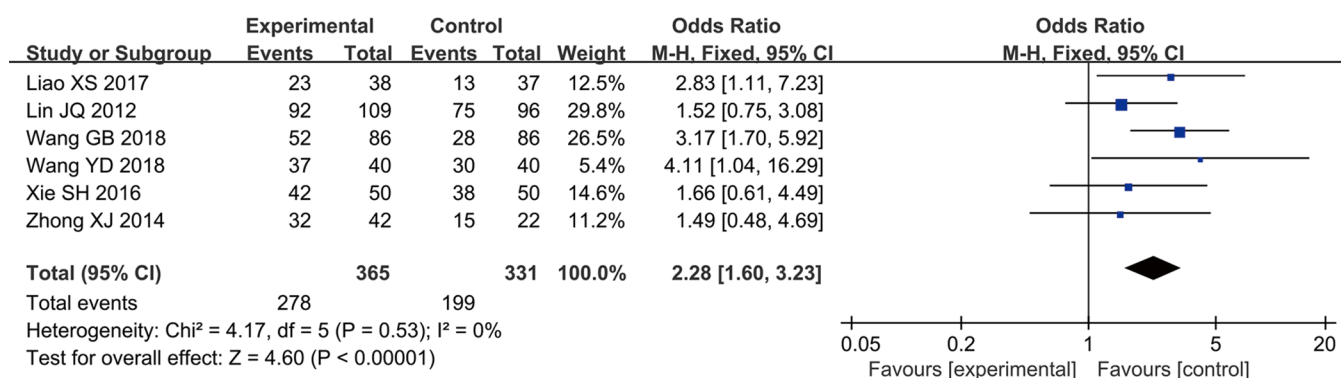 Experimental Control Odds Ratio Odds Ratio
Study or Subgroup Events Total Events Total Weight M-H, Fixed, 95% CI M-H, Fixed, 95% CI
Liao XS 2017 23 38 13 37 12.5% 2.83 [1.11, 7.23]
Lin JQ 2012 92 109 75 96 29.8% 1.52 [0.75, 3.08]
Wang GB 2018 52 86 28 86 26.5% 3.17 [1.70, 5.92]
Wang YD 2018 37 40 30 40 5.4% 4.11 [1.04, 16.29]
Xie SH 2016 42 50 38 50 14.6% 1.66 [0.61, 4.49]
Zhong XJ 2014 32 42 15 22 11.2% 1.49 [0.48, 4.69]
Total (95% CI) 365 331 100.0% 2.28 [1.60, 3.23]
Total events 278 199
Heterogeneity: Chi² = 4.17, df = 5 (P = 0.53); I² = 0%
Test for overall effect: Z = 4.60 (P < 0.00001)
0.05 0.2 1 5 20
Favours [experimental] Favours [control]